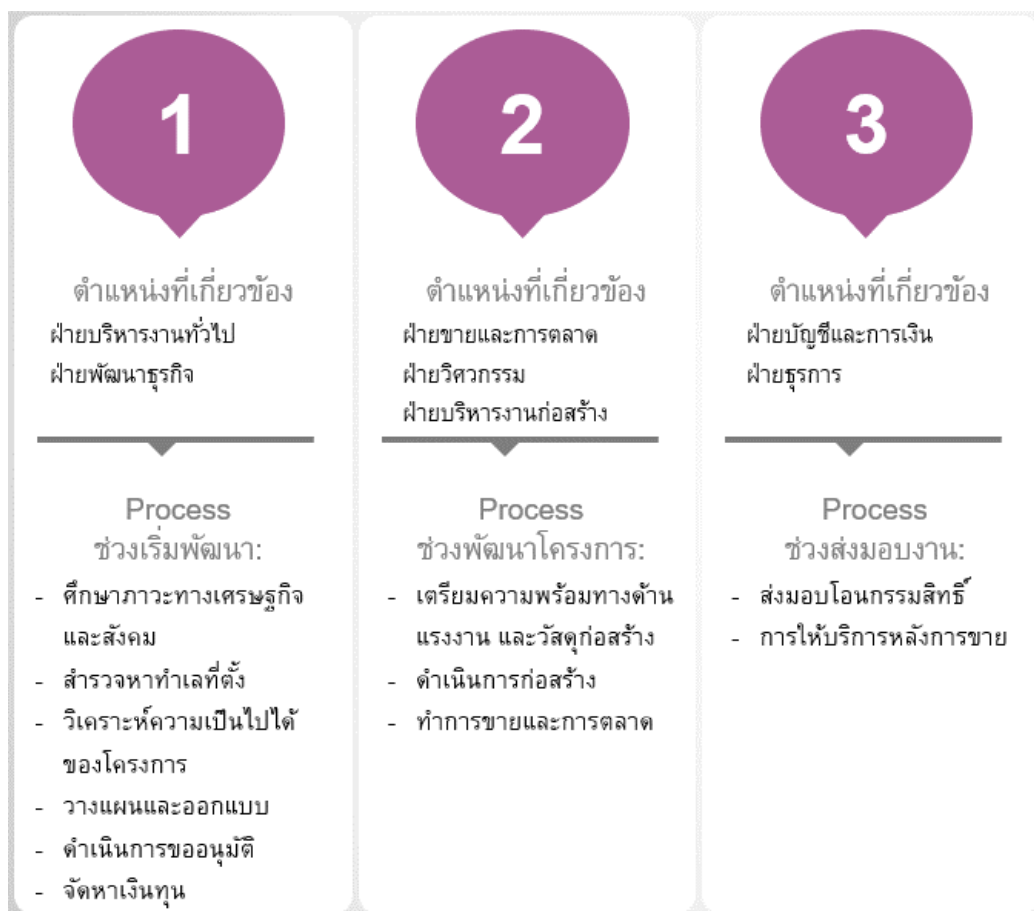 1
ตำแหน่งที่เกี่ยวข้อง
ฝ่ายบริหารงานทั่วไป
ฝ่ายพัฒนาธุรกิจ
Process
ช่วงเริ่มพัฒนา:
- ศึกษาภาวะทางเศรษฐกิจ
และสังคม
- สำรวจหาทำเลที่ตั้ง
- วิเคราะห์ความเป็นไปได้
ของโครงการ
- วางแผนและออกแบบ
- ดำเนินการขออนุมัติ
- จัดหาเงินทุน
2
ตำแหน่งที่เกี่ยวข้อง
ฝ่ายขายและการตลาด
ฝ่ายวิศวกรรม
ฝ่ายบริหารงานก่อสร้าง
Process
ช่วงพัฒนาโครงการ:
- เตรียมความพร้อมทางด้าน
แรงงาน และวัสดุก่อสร้าง
- ดำเนินการก่อสร้าง
- ทำการขายและการตลาด
3
ตำแหน่งที่เกี่ยวข้อง
ฝ่ายบัญชีและการเงิน
ฝ่ายธุรการ
Process
ช่วงส่งมอบงาน:
- ส่งมอบโอนกรรมสิทธิ์
- การให้บริการหลังการขาย